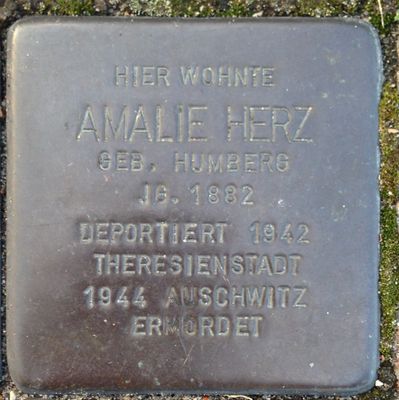 HIER WOHNTE
AMALIE HERZ
GEB. HUMBERG
JG. 1882
DEPORTIERT 1942
THERESIENSTADT
1944 AUSCHWITZ
ERMORDET